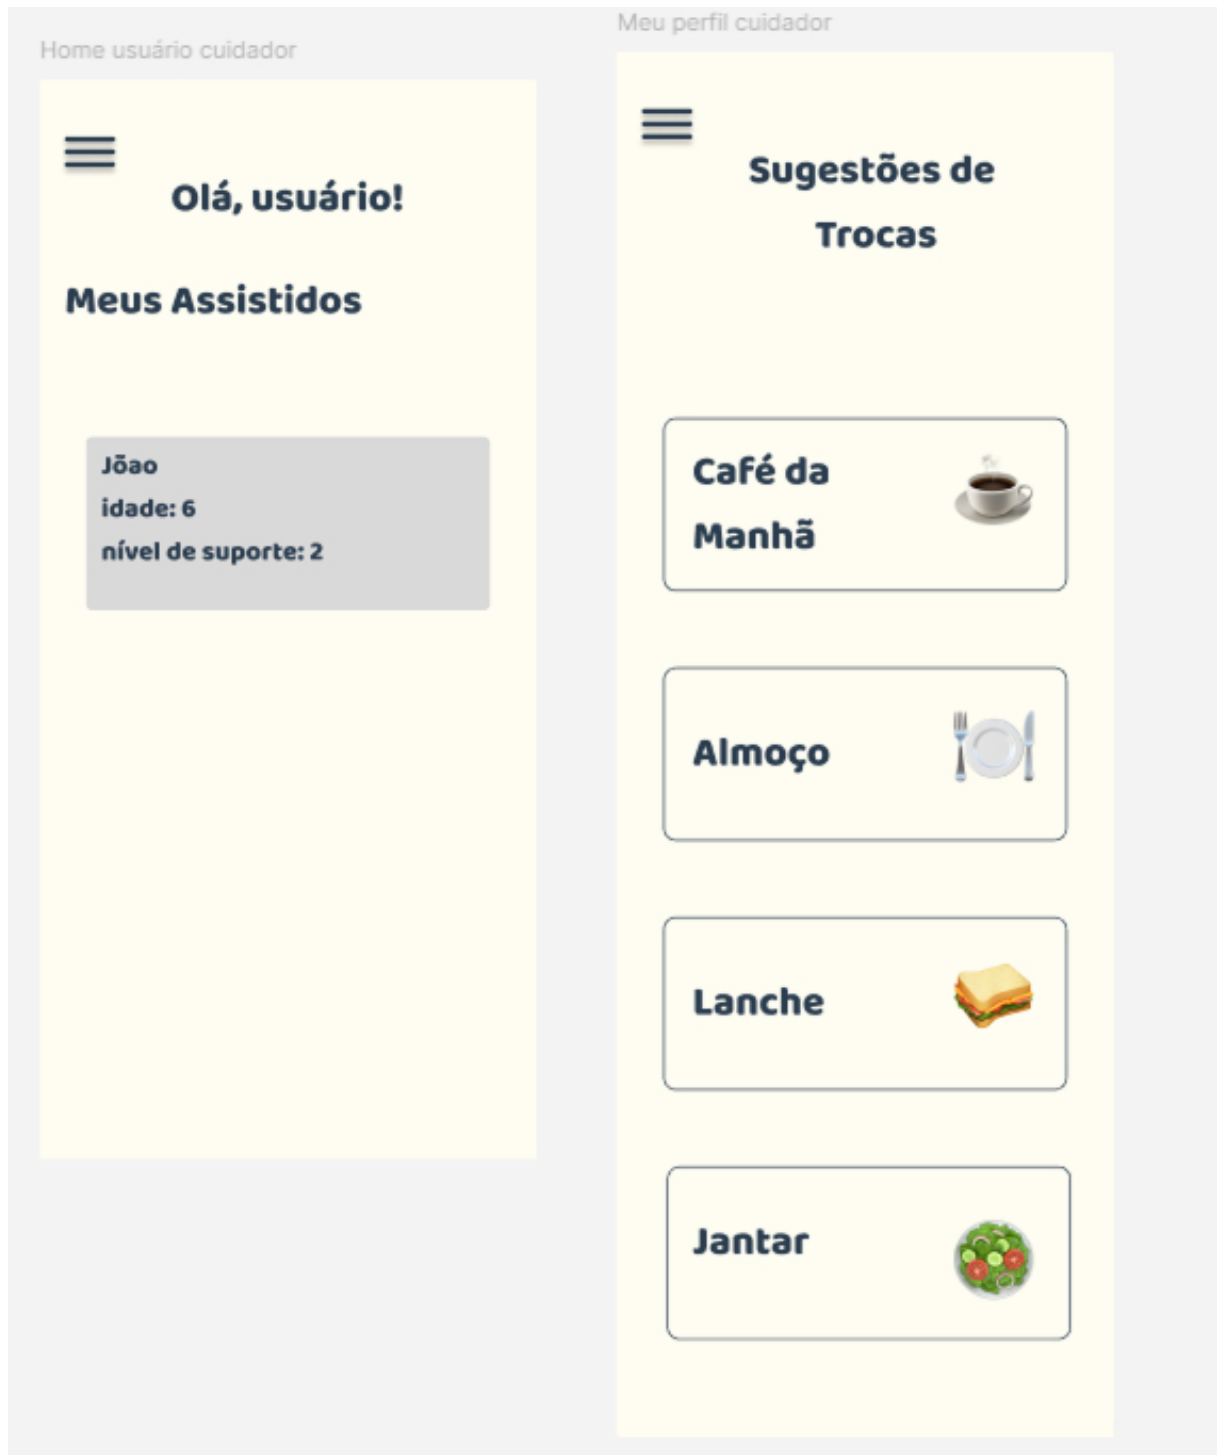 Home usuário cuidador
Olá, usuário!
Meus Assistidos
Jõao
idade: 6
nível de suporte: 2
Meu perfil cuidador
Sugestões de
Trocas
Café da
Manhã
Almoço
Lanche
Jantar